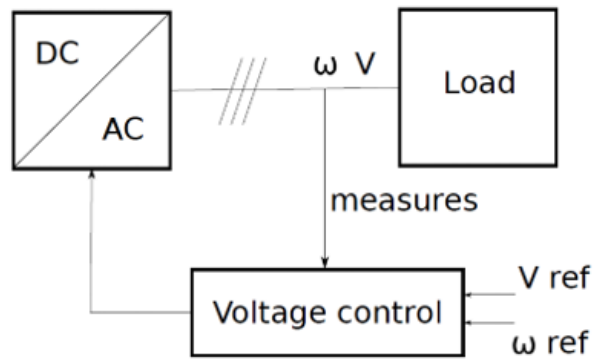 DC
AC
ω V
Load
measures
Voltage control
V ref
ω ref